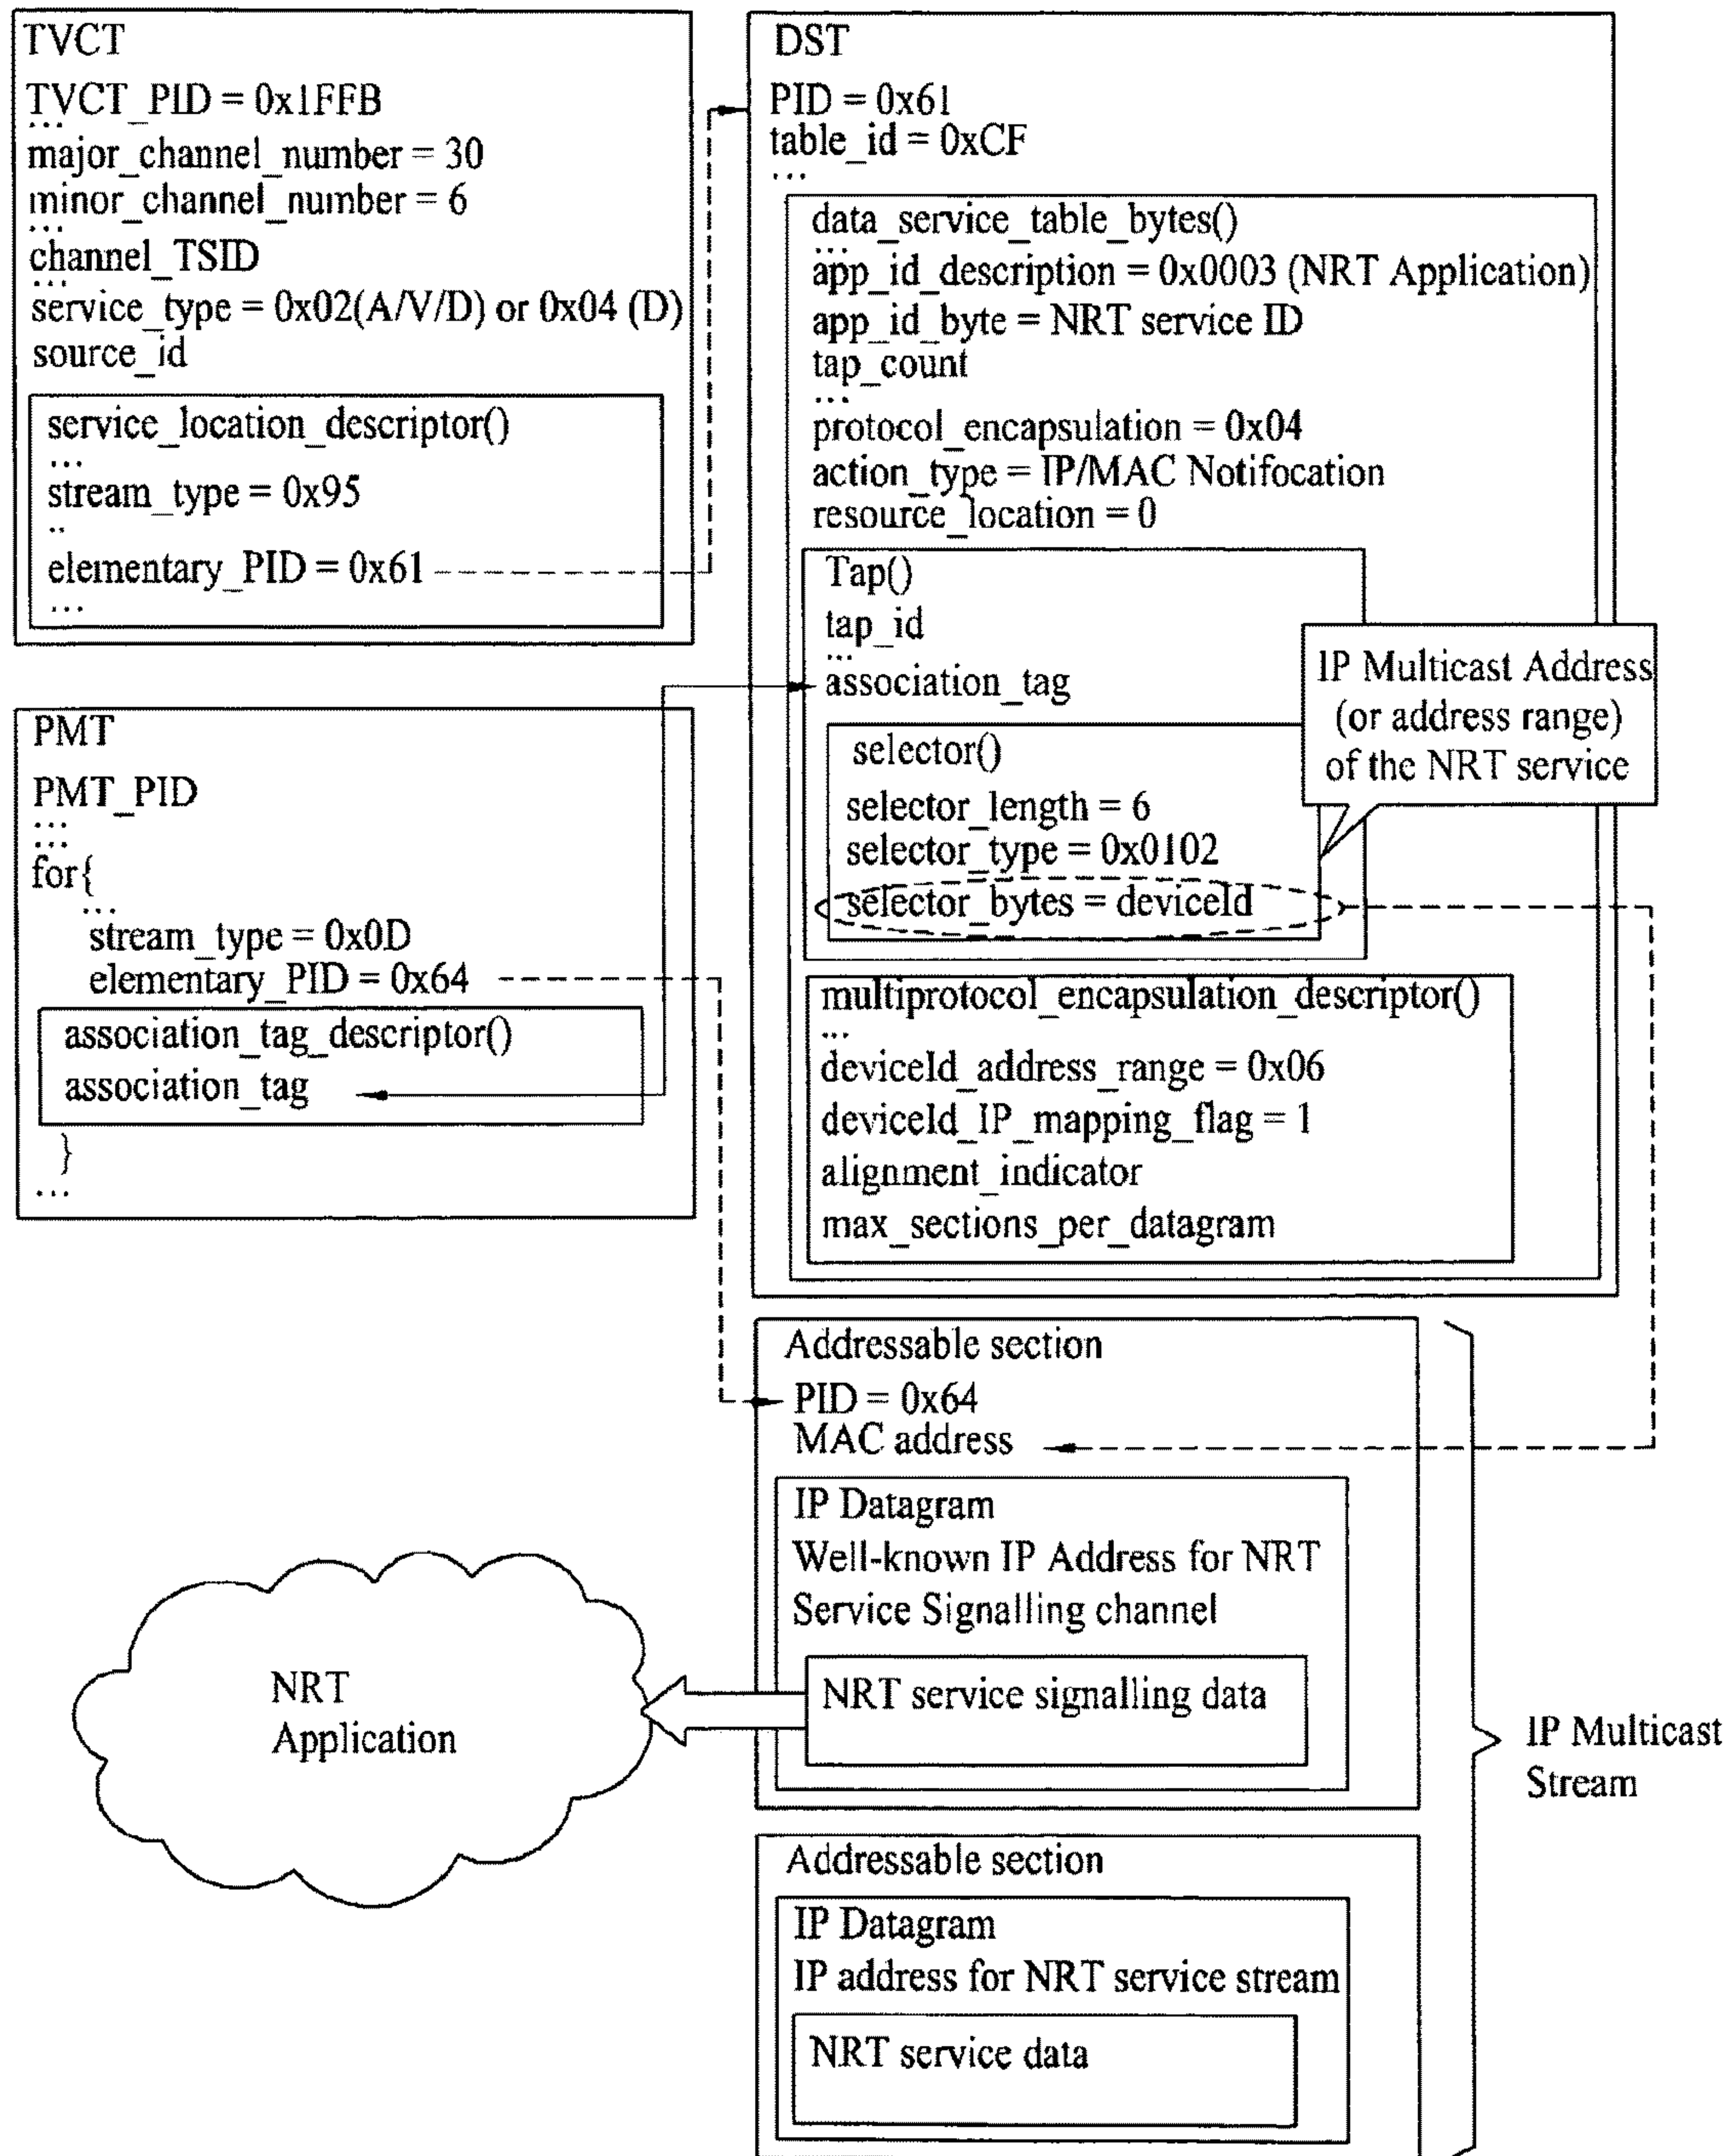 TVCT
TVCT_PID = 0x1FFB
...
major_channel_number = 30
minor_channel_number = 6
...
channel_TSID
...
service_type = 0x02(A/V/D) or 0x04 (D)
source_id
service_location_descriptor()
...
stream_type = 0x95
..
elementary_PID = 0x61
...
PMT
PMT_PID
...
...
for{
...
stream_type = 0x0D
elementary_PID = 0x64
association_tag_descriptor()
association_tag
}
...
DST
PID = 0x61
table_id = 0xCF
...
data_service_table_bytes()
...
app_id_description = 0x0003 (NRT Application)
app_id_byte = NRT service ID
tap_count
...
protocol_encapsulation = 0x04
action_type = IP/MAC Notifocation
resource_location = 0
Tap()
tap_id
...
association_tag
selector()
selector_length = 6
selector_type = 0x0102
selector_bytes = deviceId
IP Multicast Address
(or address range)
of the NRT service
multiprotocol_encapsulation_descriptor()
...
deviceId_address_range = 0x06
deviceId_IP_mapping_flag = 1
alignment_indicator
max_sections_per_datagram
Addressable section
PID = 0x64
MAC address
IP Datagram
Well-known IP Address for NRT
Service Signalling channel
NRT service signalling data
NRT
Application
IP Multicast
Stream
Addressable section
IP Datagram
IP address for NRT service stream
NRT service data